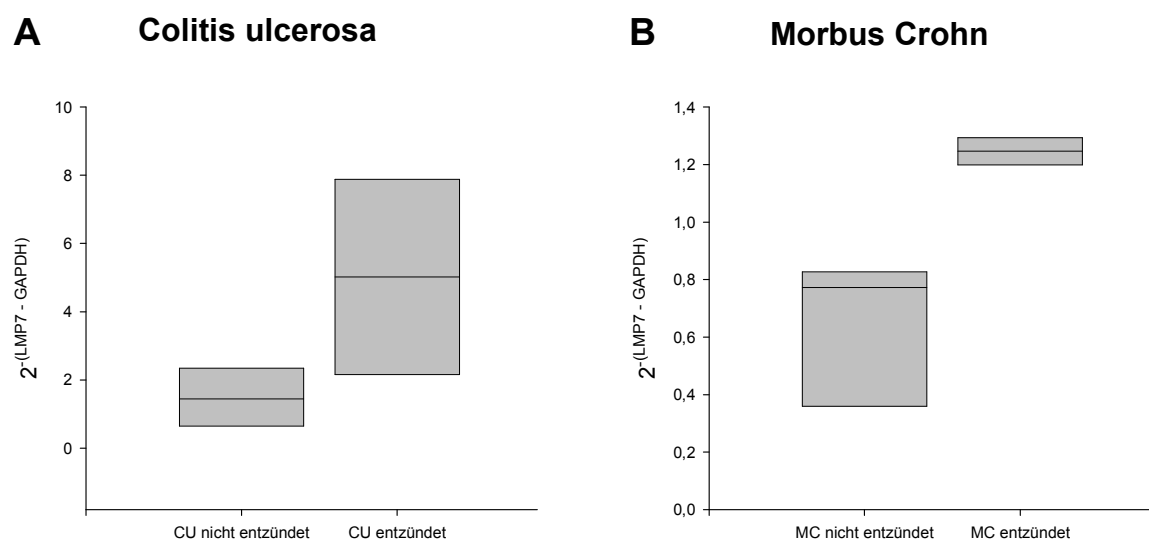 A
Colitis ulcerosa
10
8
6
4
2
0
2-(LMP7 - GAPDH)
CU nicht entzündet
CU entzündet
B
Morbus Crohn
1,4
1,2
1,0
0,8
0,6
0,4
0,2
0,0
2-(LMP7 - GAPDH)
MC nicht entzündet
MC entzündet